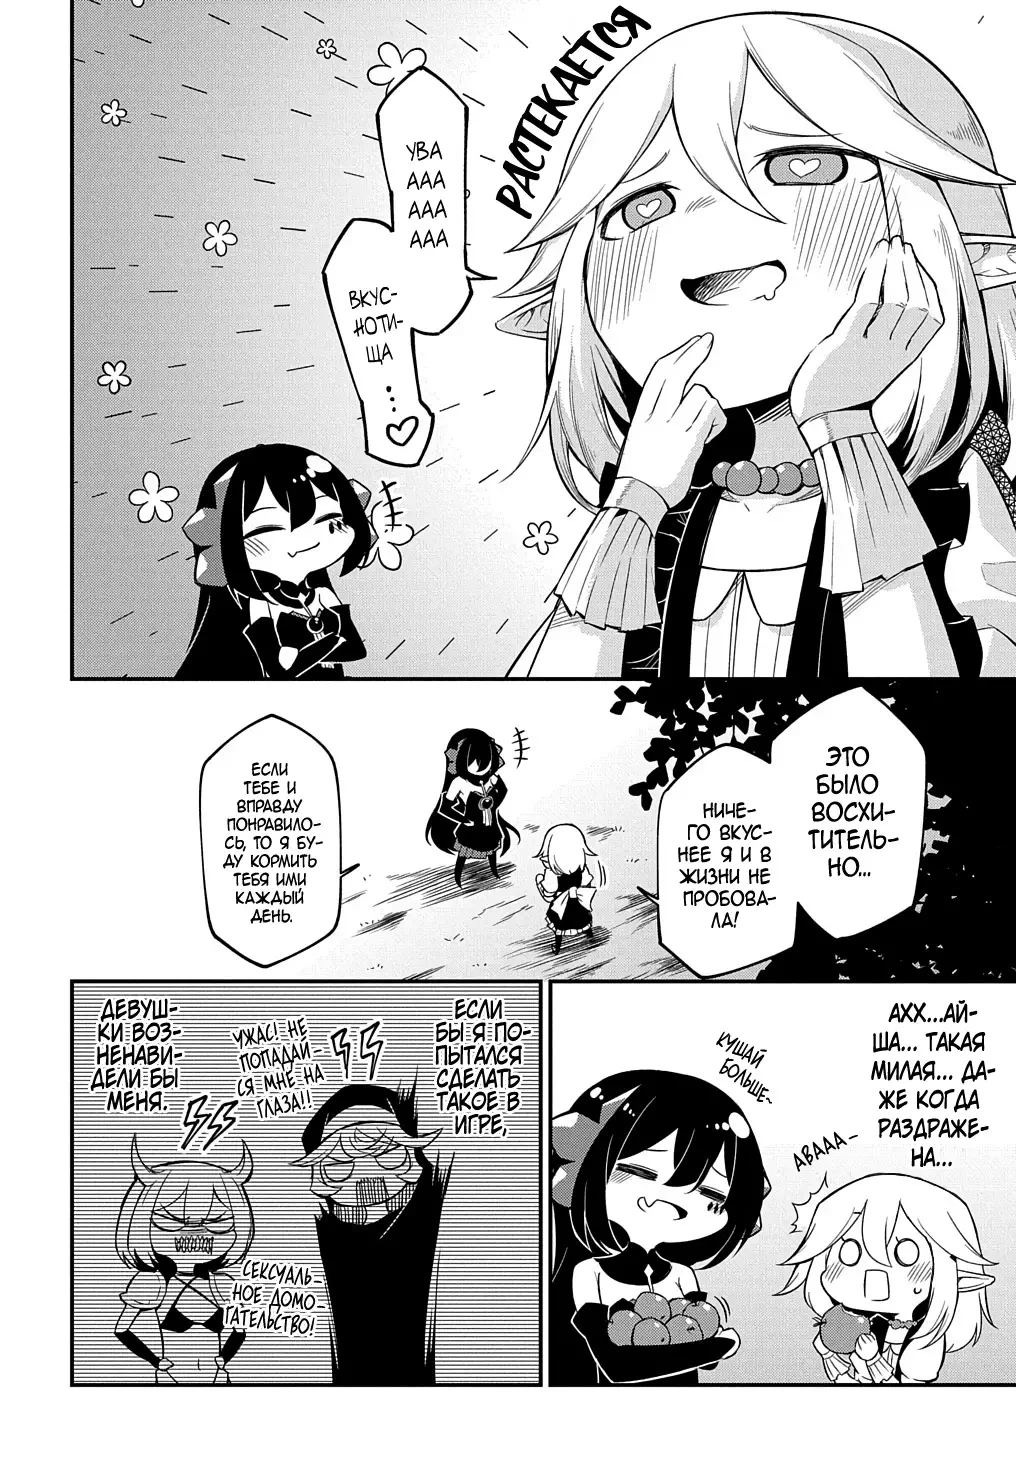 РАСТЕКАЕТСЯ
УВА
ААА
ААА
ААА
ВКУС-
НОТИ-
ЩА
...
♡
ЭТО
БЫЛО
ВОСХИ-
ТИТЕЛЬ-
НО...
НИЧЕ-
ГО ВКУС-
НЕЕ Я И В
ЖИЗНИ НЕ
ПРОБОВА-
ЛА!
ЕСЛИ
ТЕБЕ И
ВПРАВДУ
ПОНРАВИЛО-
СЬ, ТО Я БУ-
ДУ КОРМИТЬ
ТЕБЯ ИМИ
КАЖДЫЙ
ДЕНЬ.
АХХ...АЙ-
ША... ТАКАЯ
МИЛАЯ... ДА-
ЖЕ КОГДА
РАЗДРАЖЕ-
НА...
КУШАЙ
БОЛЬШЕ~
АВААА~
ЕСЛИ
БЫ Я ПО-
ПЫТАЛСЯ
СДЕЛАТЬ
ТАКОЕ В
ИГРЕ,
УЖАС! НЕ
ПОПАДАЙ-
СЯ МНЕ НА
ГЛАЗА!!
ДЕВУШ-
КИ ВОЗ-
НЕНАВИ-
ДЕЛИ БЫ
МЕНЯ.
СЕКСУАЛЬ-
НОЕ ДОМО-
ГАТЕЛЬСТВО!